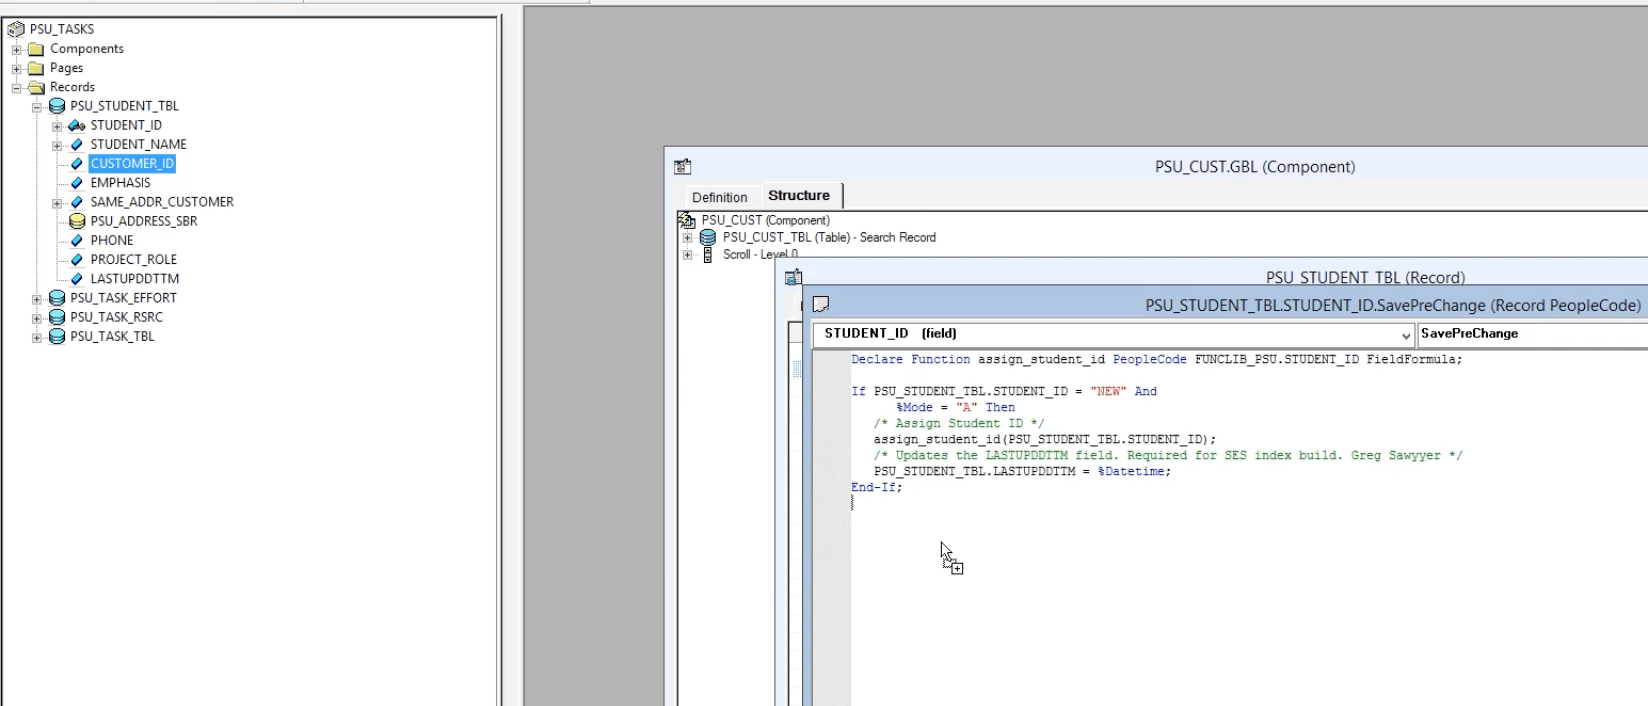 PSU_TASKS
Components
Pages
Records
PSU_STUDENT_TBL
STUDENT_ID
STUDENT_NAME
CUSTOMER_ID
EMPHASIS
SAME_ADDR_CUSTOMER
PSU_ADDRESS_SBR
PHONE
PROJECT_ROLE
LASTUPDDTTM
PSU_TASK_EFFORT
PSU_TASK_RSRC
PSU_TASK_TBL
PSU_CUST.GBL (Component)
Definition
Structure
PSU_CUST (Component)
PSU_CUST_TBL (Table) - Search Record
Scroll - Level 0
PSU_STUDENT_TBL (Record)
PSU_STUDENT_TBL.STUDENT_ID.SavePreChange (Record PeopleCode)
STUDENT_ID (field)
SavePreChange
Declare Function assign_student_id PeopleCode FUNCLIB_PSU.STUDENT_ID FieldFormula;
If PSU_STUDENT_TBL.STUDENT_ID = "NEW" And
%Mode = "A" Then
/* Assign Student ID */
assign_student_id(PSU_STUDENT_TBL.STUDENT_ID);
/* Updates the LASTUPDDTTM field. Required for SES index build. Greg Sawyyer */
PSU_STUDENT_TBL.LASTUPDDTTM = %Datetime;
End-If;